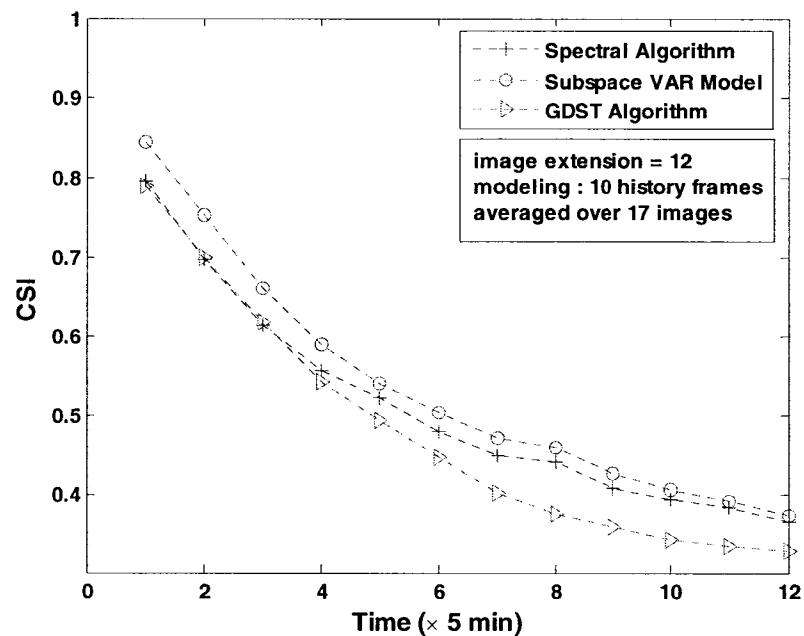 1
0.9
0.8
0.7
0.6
0.5
0.4
CSI
Spectral Algorithm
Subspace VAR Model
GDST Algorithm
image extension = 12
modeling : 10 history frames
averaged over 17 images
0 2 4 6 8 10 12
Time (× 5 min)